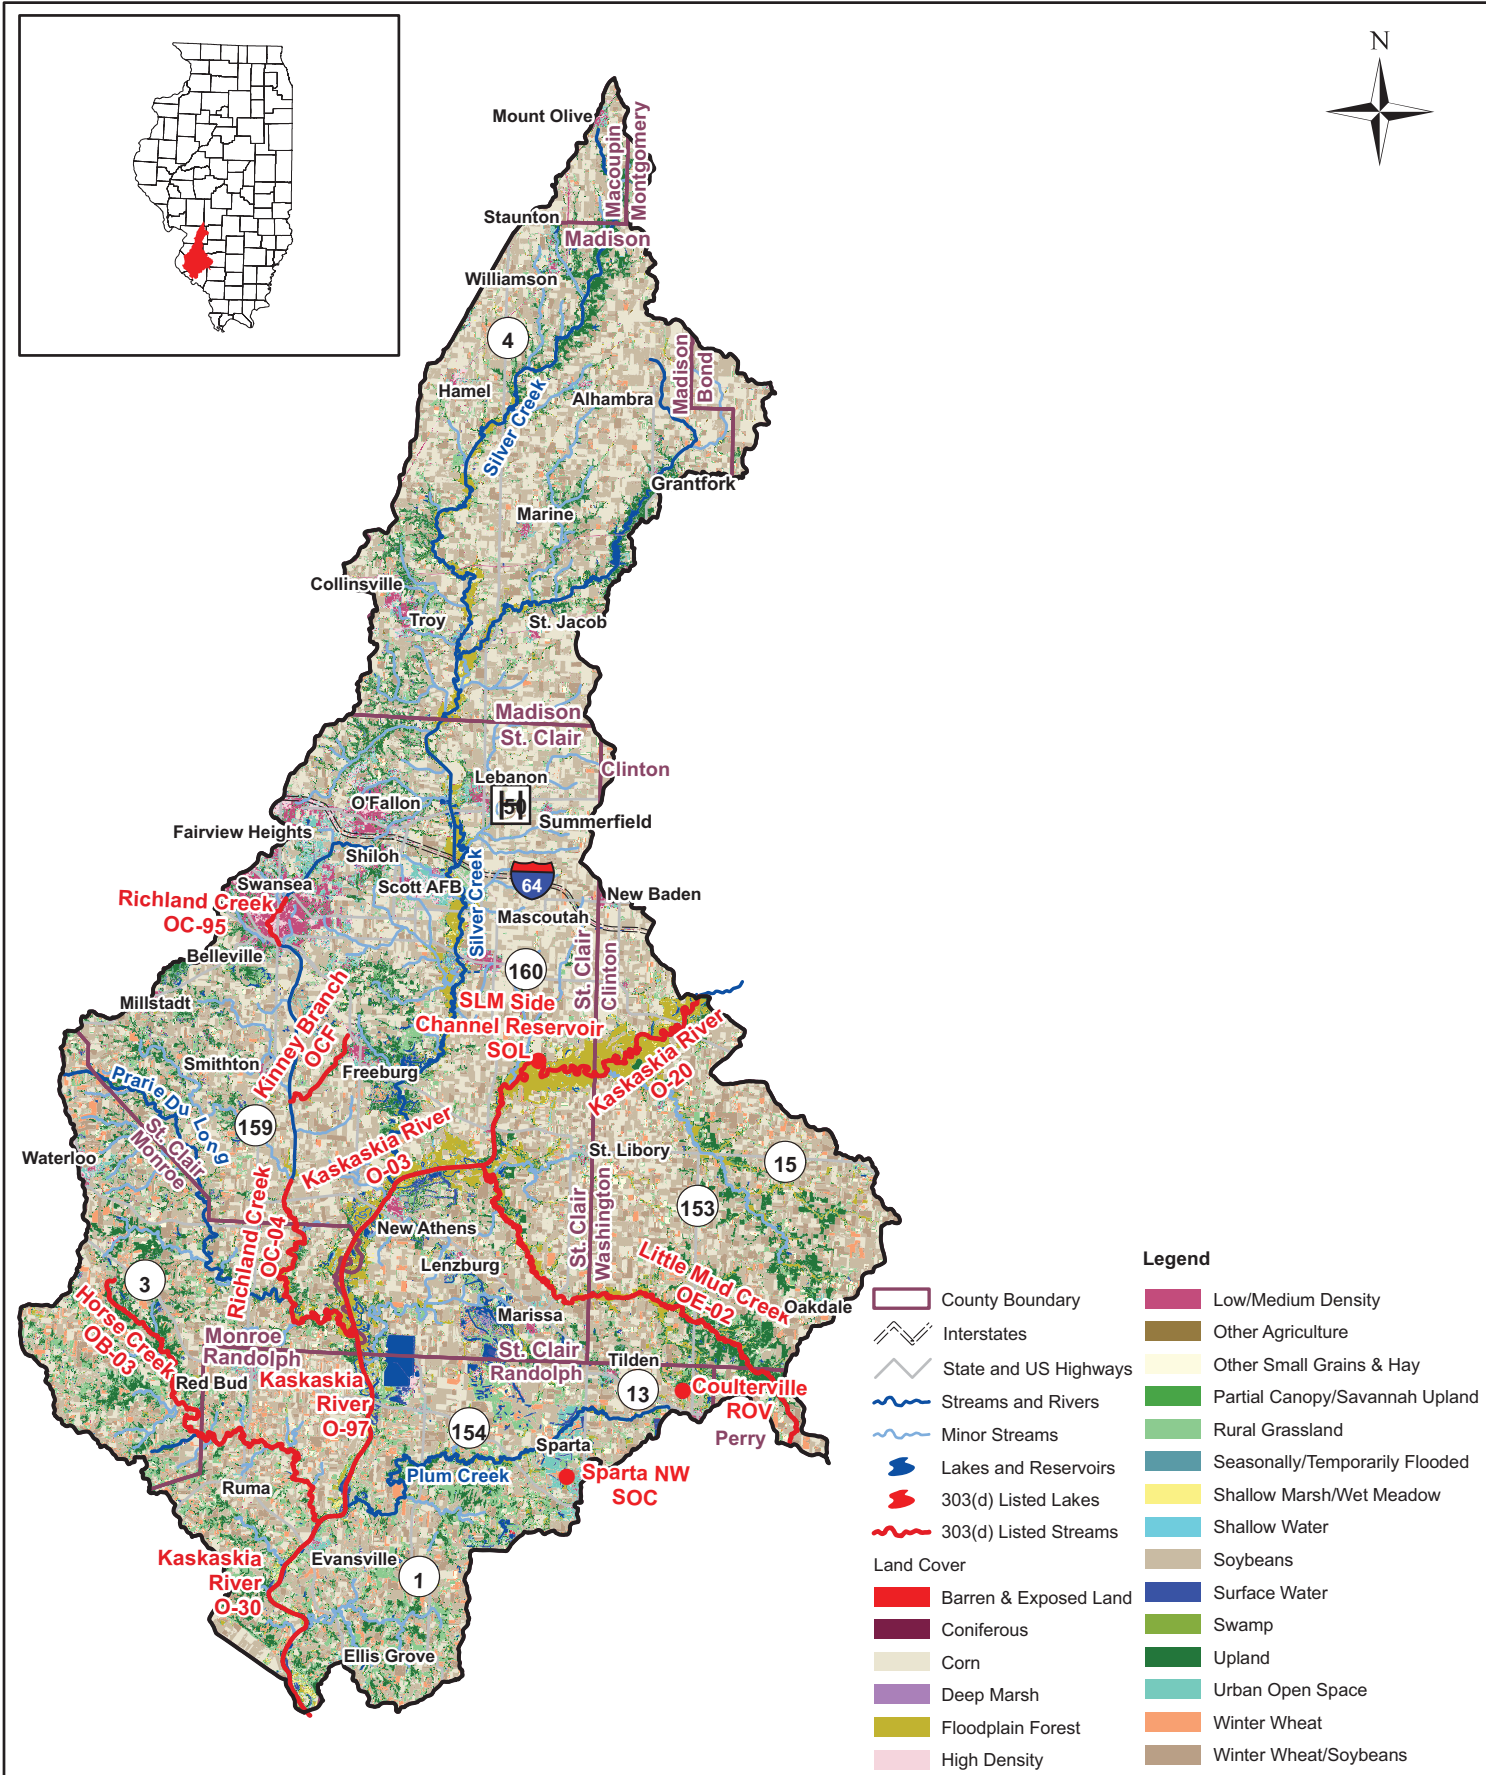 N
Mount Olive
Macoupin
Montgomery
Staunton
Madison
Williamson
4
Madison
Bond
Hamel
Alhambra
Silver Creek
Grantfork
Marine
Collinsville
Troy
St. Jacob
Madison
St. Clair
Clinton
Lebanon
50
O'Fallon
Summerfield
Fairview Heights
Shiloh
Swansea
Scott AFB
64
New Baden
Richland Creek
OC-95
Silver Creek
Mascoutah
Belleville
160
St. Clair
Clinton
Millstadt
SLM Side
Channel Reservoir
SOL
Kinney Branch
OCF
Smithton
Freeburg
Kaskaskia River
O-20
Prarie Du Long
159
St. Clair
Monroe
Kaskaskia River
O-03
Waterloo
St. Libory
15
153
St. Clair
Washington
Richland Creek
OC-04
New Athens
Lenzburg
Little Mud Creek
OE-02
3
Horse Creek
OB-03
Marissa
Oakdale
Monroe
Randolph
St. Clair
Randolph
Tilden
Red Bud
Kaskaskia
River
O-97
13
Coulterville
ROV
154
Perry
Sparta
Plum Creek
Sparta NW
SOC
Ruma
Kaskaskia
River
O-30
Evansville
1
Ellis Grove
Legend
County Boundary
Interstates
State and US Highways
Streams and Rivers
Minor Streams
Lakes and Reservoirs
303(d) Listed Lakes
303(d) Listed Streams
Land Cover
Barren & Exposed Land
Coniferous
Corn
Deep Marsh
Floodplain Forest
High Density
Low/Medium Density
Other Agriculture
Other Small Grains & Hay
Partial Canopy/Savannah Upland
Rural Grassland
Seasonally/Temporarily Flooded
Shallow Marsh/Wet Meadow
Shallow Water
Soybeans
Surface Water
Swamp
Upland
Urban Open Space
Winter Wheat
Winter Wheat/Soybeans